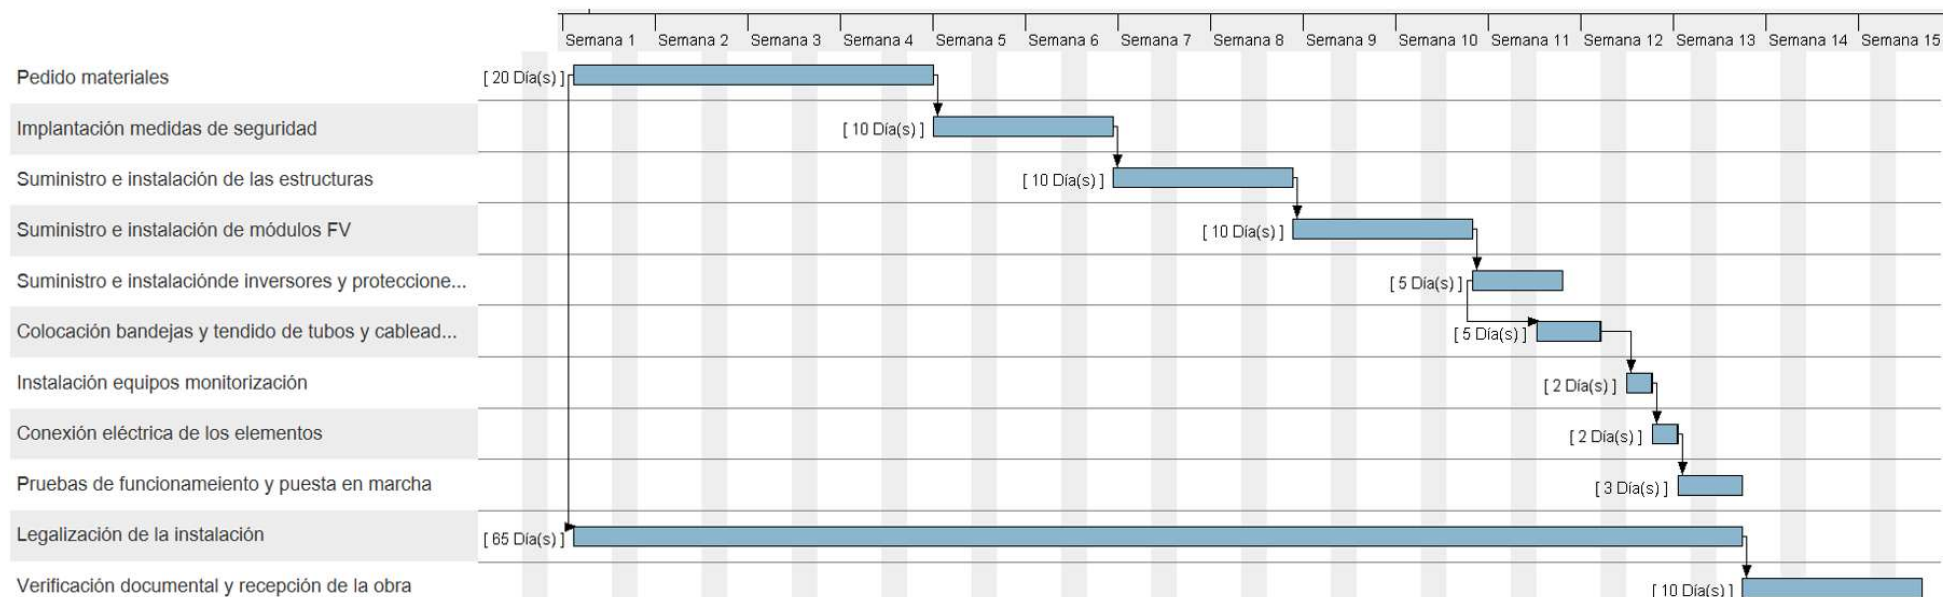 Semana 1 Semana 2 Semana 3 Semana 4 Semana 5 Semana 6 Semana 7 Semana 8 Semana 9 Semana 10 Semana 11 Semana 12 Semana 13 Semana 14 Semana 15
Pedido materiales [ 20 Día(s) ]
Implantación medidas de seguridad [ 10 Día(s) ]
Suministro e instalación de las estructuras [ 10 Día(s) ]
Suministro e instalación de módulos FV [ 10 Día(s) ]
Suministro e instalaciónde inversores y proteccione... [ 5 Día(s) ]
Colocación bandejas y tendido de tubos y cablead... [ 5 Día(s) ]
Instalación equipos monitorización [ 2 Día(s) ]
Conexión eléctrica de los elementos [ 2 Día(s) ]
Pruebas de funcionameiento y puesta en marcha [ 3 Día(s) ]
Legalización de la instalación [ 65 Día(s) ]
Verificación documental y recepción de la obra [ 10 Día(s) ]